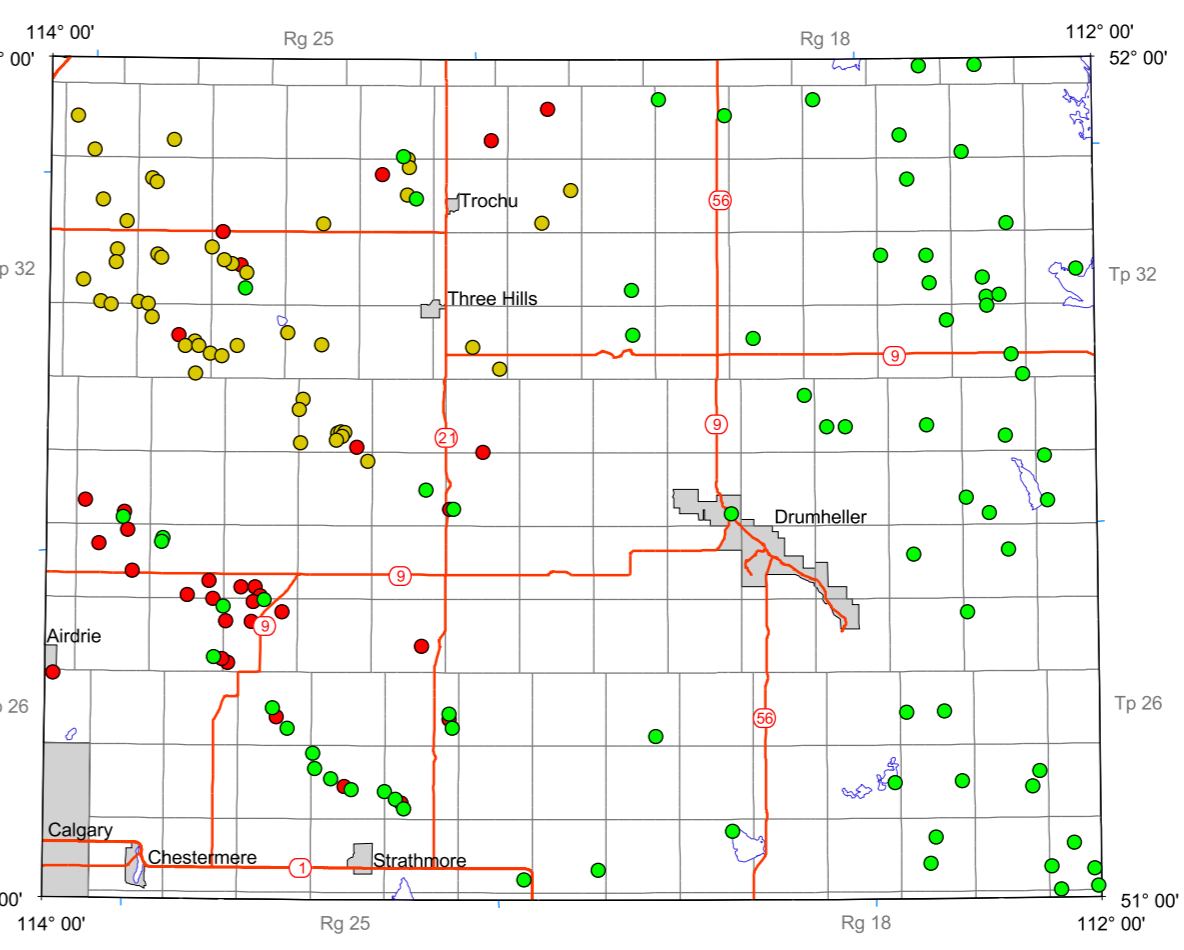 114° 00'
112° 00'
Rg 25
Rg 18
° 00'
52° 00'
56
Trochu
p 32
Tp 32
Three Hills
9
9
21
Drumheller
9
9
Airdrie
26
Tp 26
56
Calgary
Chestermere
Strathmore
1
00'
51° 00'
114° 00'
Rg 25
Rg 18
112° 00'